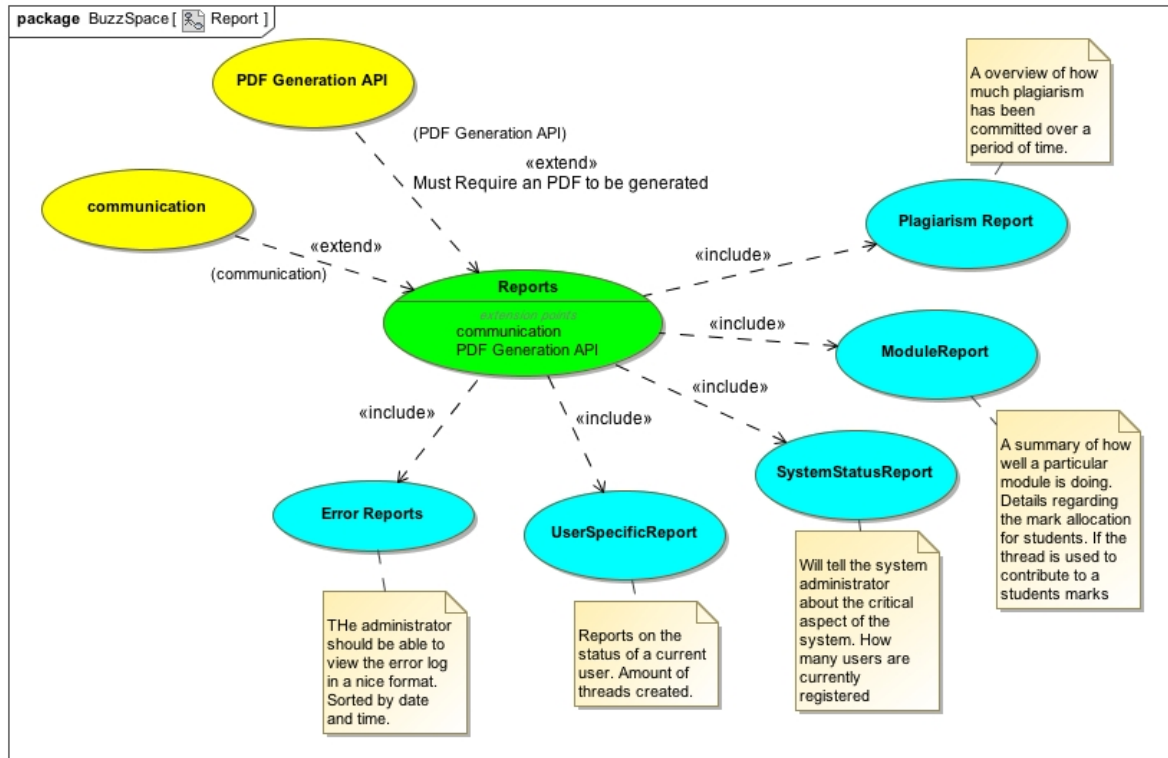 package BuzzSpace [ Report ]
PDF Generation API
(PDF Generation API)
«extend»
Must Require an PDF to be generated
communication
«extend»
(communication)
Reports
extension points
communication
PDF Generation API
A overview of how
much plagiarism
has been
committed over a
period of time.
«include»
Plagiarism Report
«include»
ModuleReport
A summary of how
well a particular
module is doing.
Details regarding
the mark allocation
for students. If the
thread is used to
contribute to a
students marks
«include»
SystemStatusReport
Will tell the system
administrator
about the critical
aspect of the
system. How
many users are
currently
registered
«include»
UserSpecificReport
Reports on the
status of a current
user. Amount of
threads created.
«include»
Error Reports
THe administrator
should be able to
view the error log
in a nice format.
Sorted by date
and time.